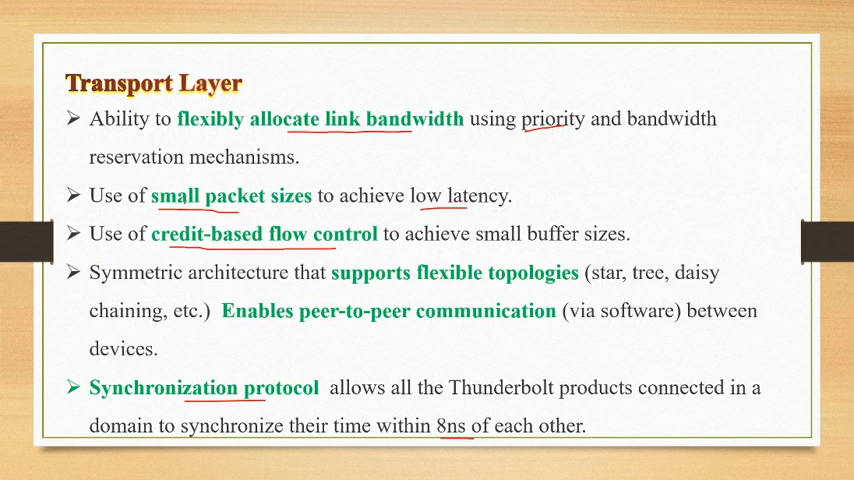 Transport Layer
➢ Ability to flexibly allocate link bandwidth using priority and bandwidth
reservation mechanisms.
➢ Use of small packet sizes to achieve low latency.
➢ Use of credit-based flow control to achieve small buffer sizes.
➢ Symmetric architecture that supports flexible topologies (star, tree, daisy
chaining, etc.) Enables peer-to-peer communication (via software) between
devices.
➢ Synchronization protocol allows all the Thunderbolt products connected in a
domain to synchronize their time within 8ns of each other.